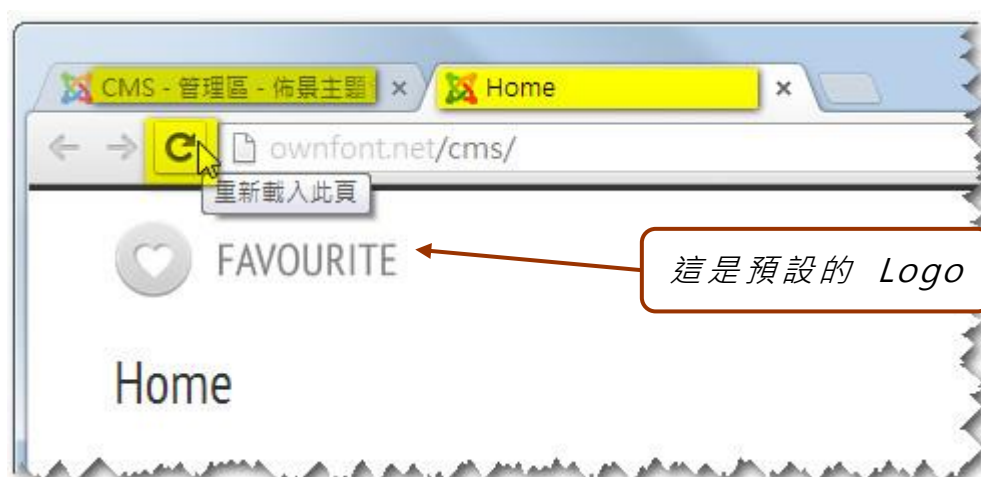 CMS - 管理區 - 佈景主題
Home
ownfont.net/cms/
重新載入此頁
FAVOURITE
這是預設的 Logo
Home